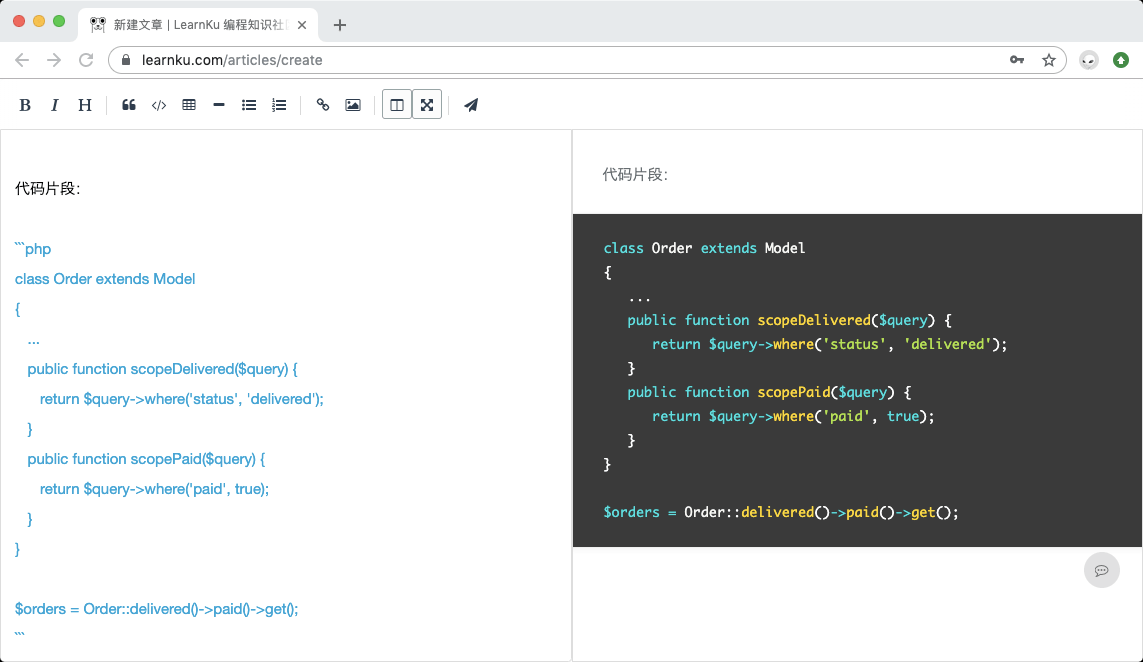 新建文章 | LearnKu 编程知识社区
learnku.com/articles/create
B I H
代码片段：
```php
class Order extends Model
{
...
public function scopeDelivered($query) {
return $query->where('status', 'delivered');
}
public function scopePaid($query) {
return $query->where('paid', true);
}
}
$orders = Order::delivered()->paid()->get();
```
代码片段：
class Order extends Model
{
...
public function scopeDelivered($query) {
return $query->where('status', 'delivered');
}
public function scopePaid($query) {
return $query->where('paid', true);
}
}
$orders = Order::delivered()->paid()->get();